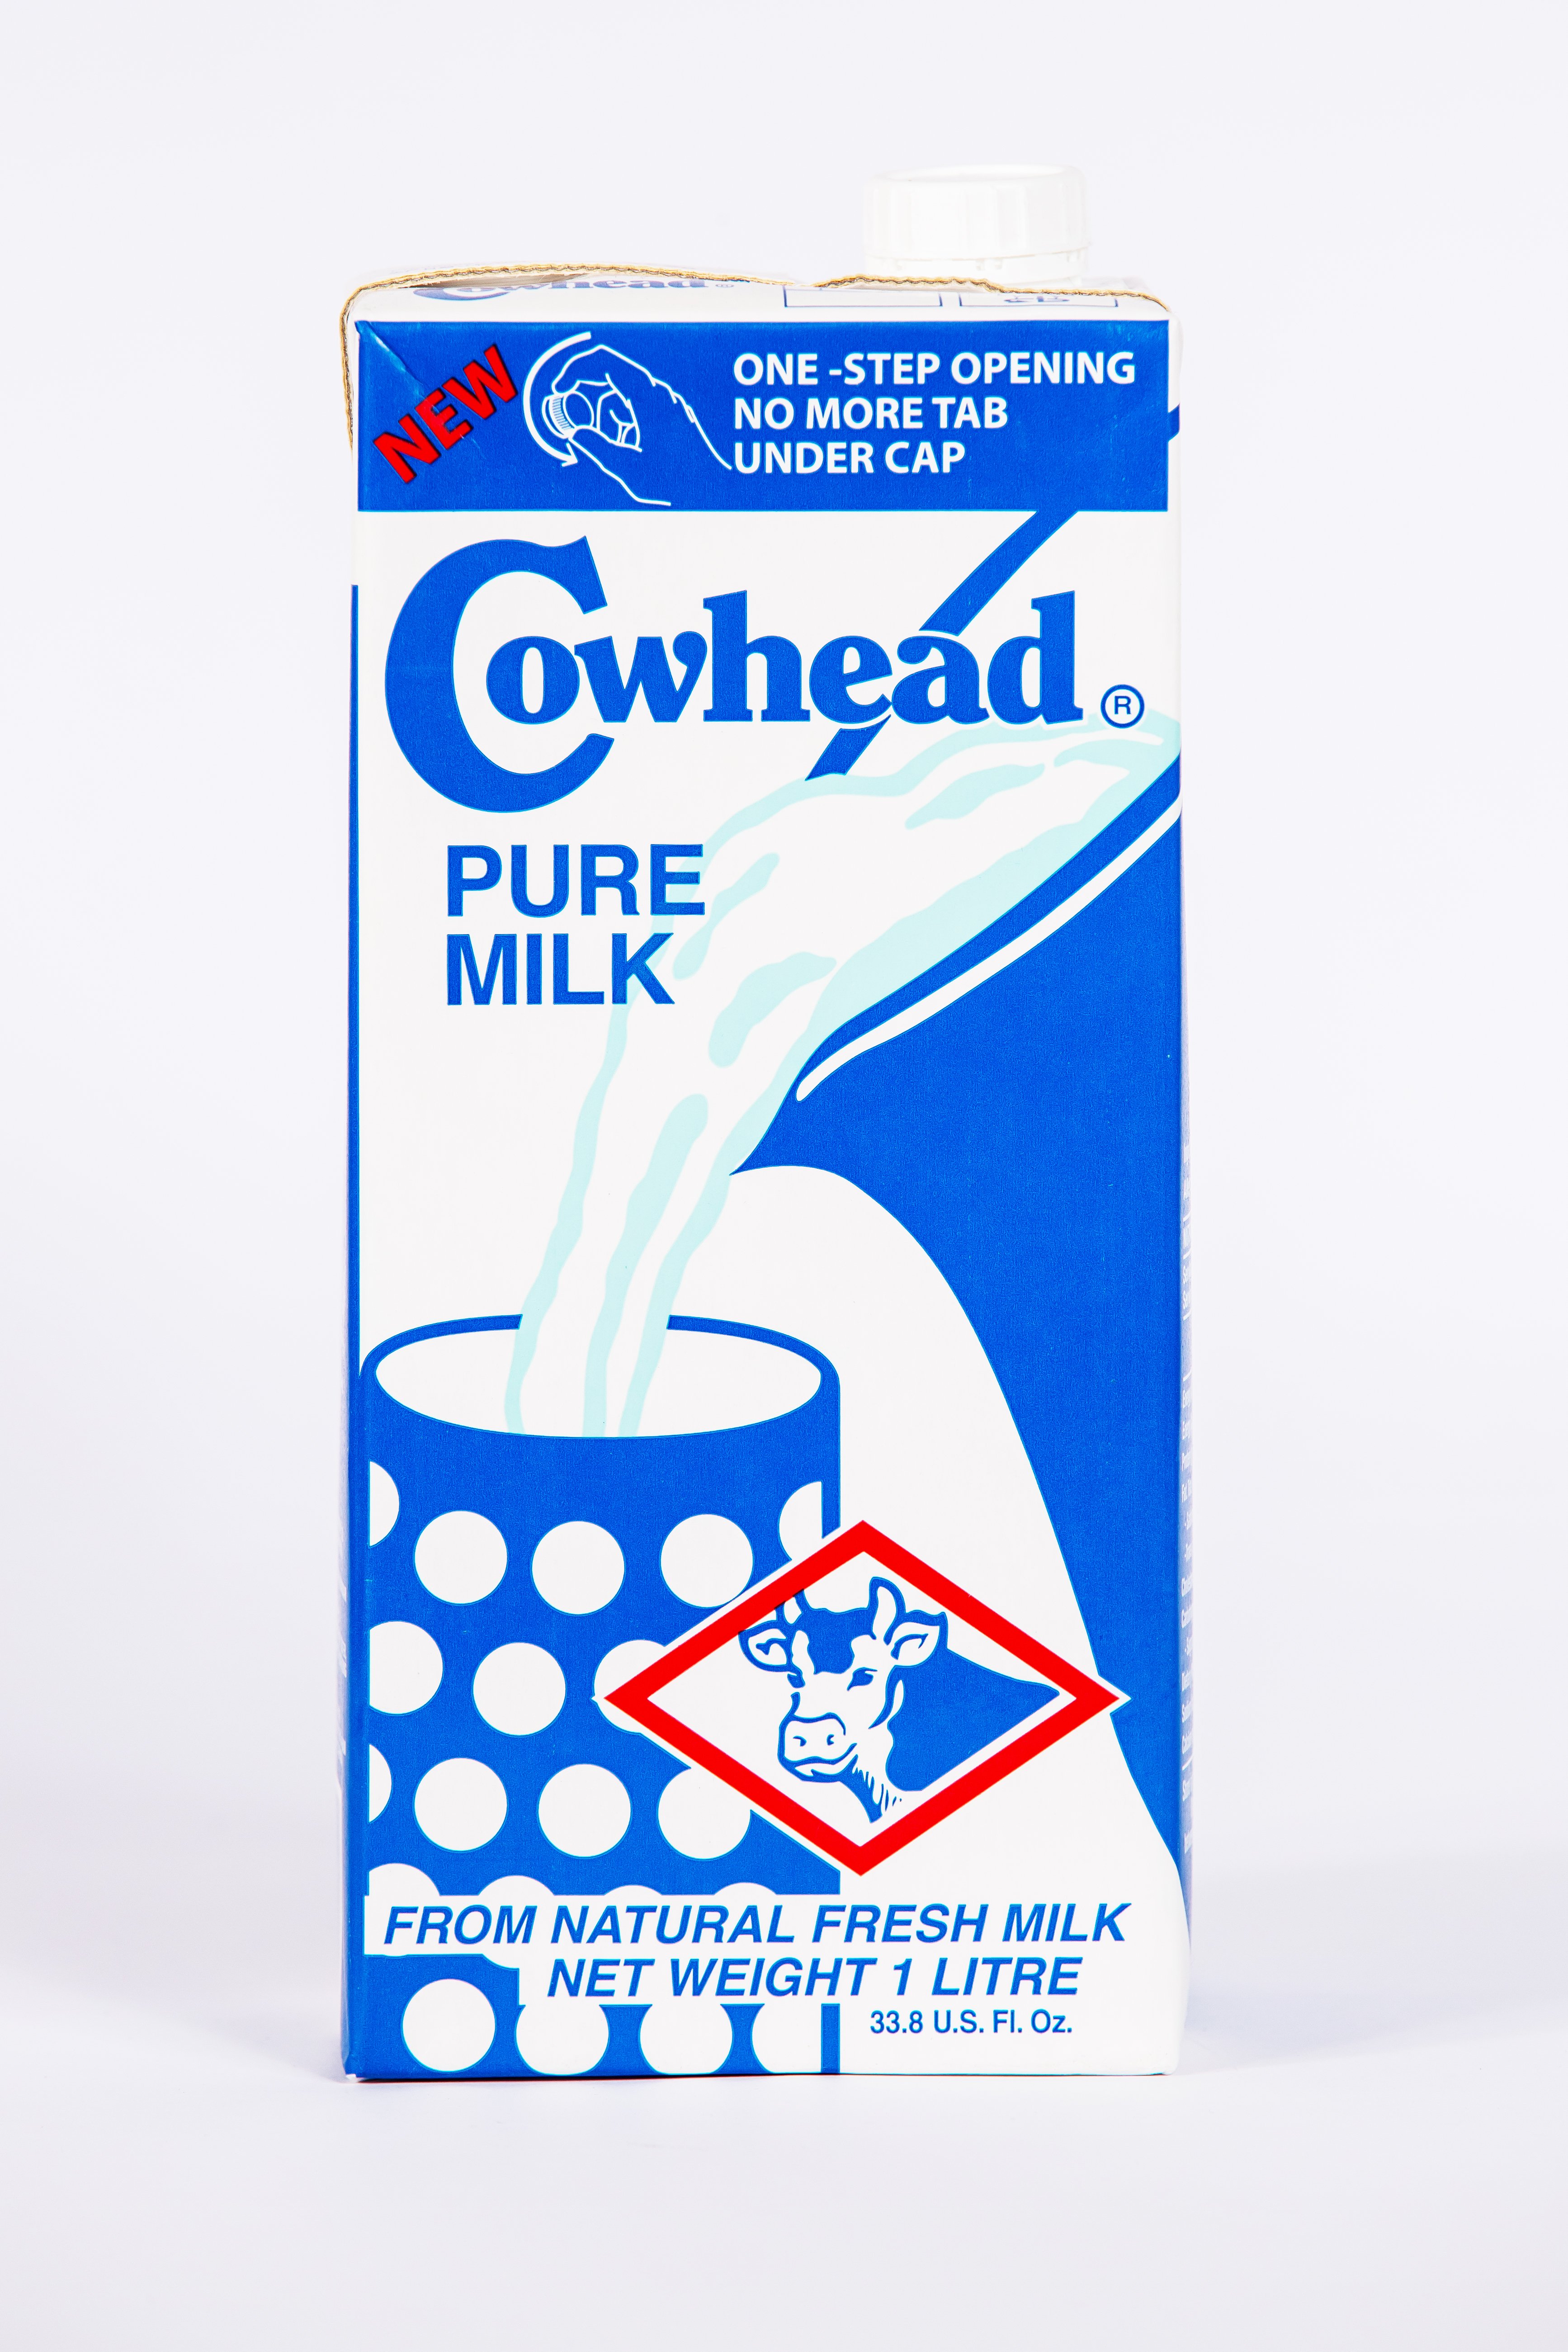 Cowhead ®
NEW
ONE -STEP OPENING
NO MORE TAB
UNDER CAP
Cowhead ®
PURE
MILK
FROM NATURAL FRESH MILK
NET WEIGHT 1 LITRE
33.8 U.S. Fl. Oz.